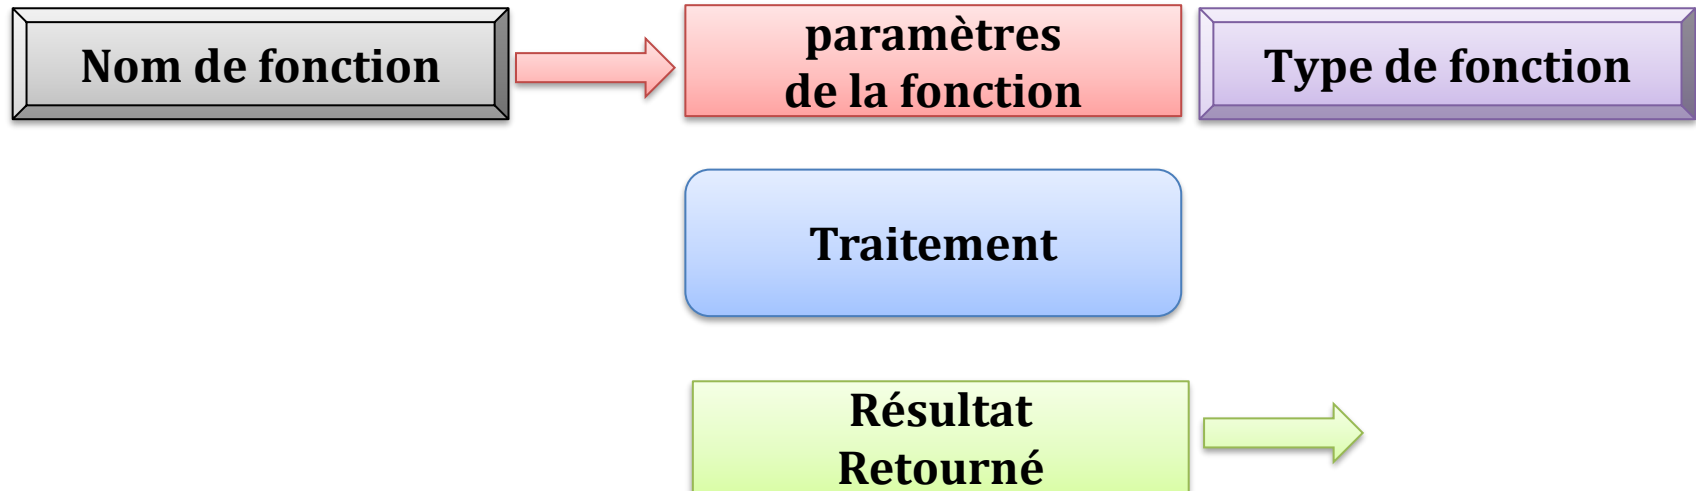 Nom de fonction
paramètres
de la fonction
Type de fonction
Traitement
Résultat
Retourné